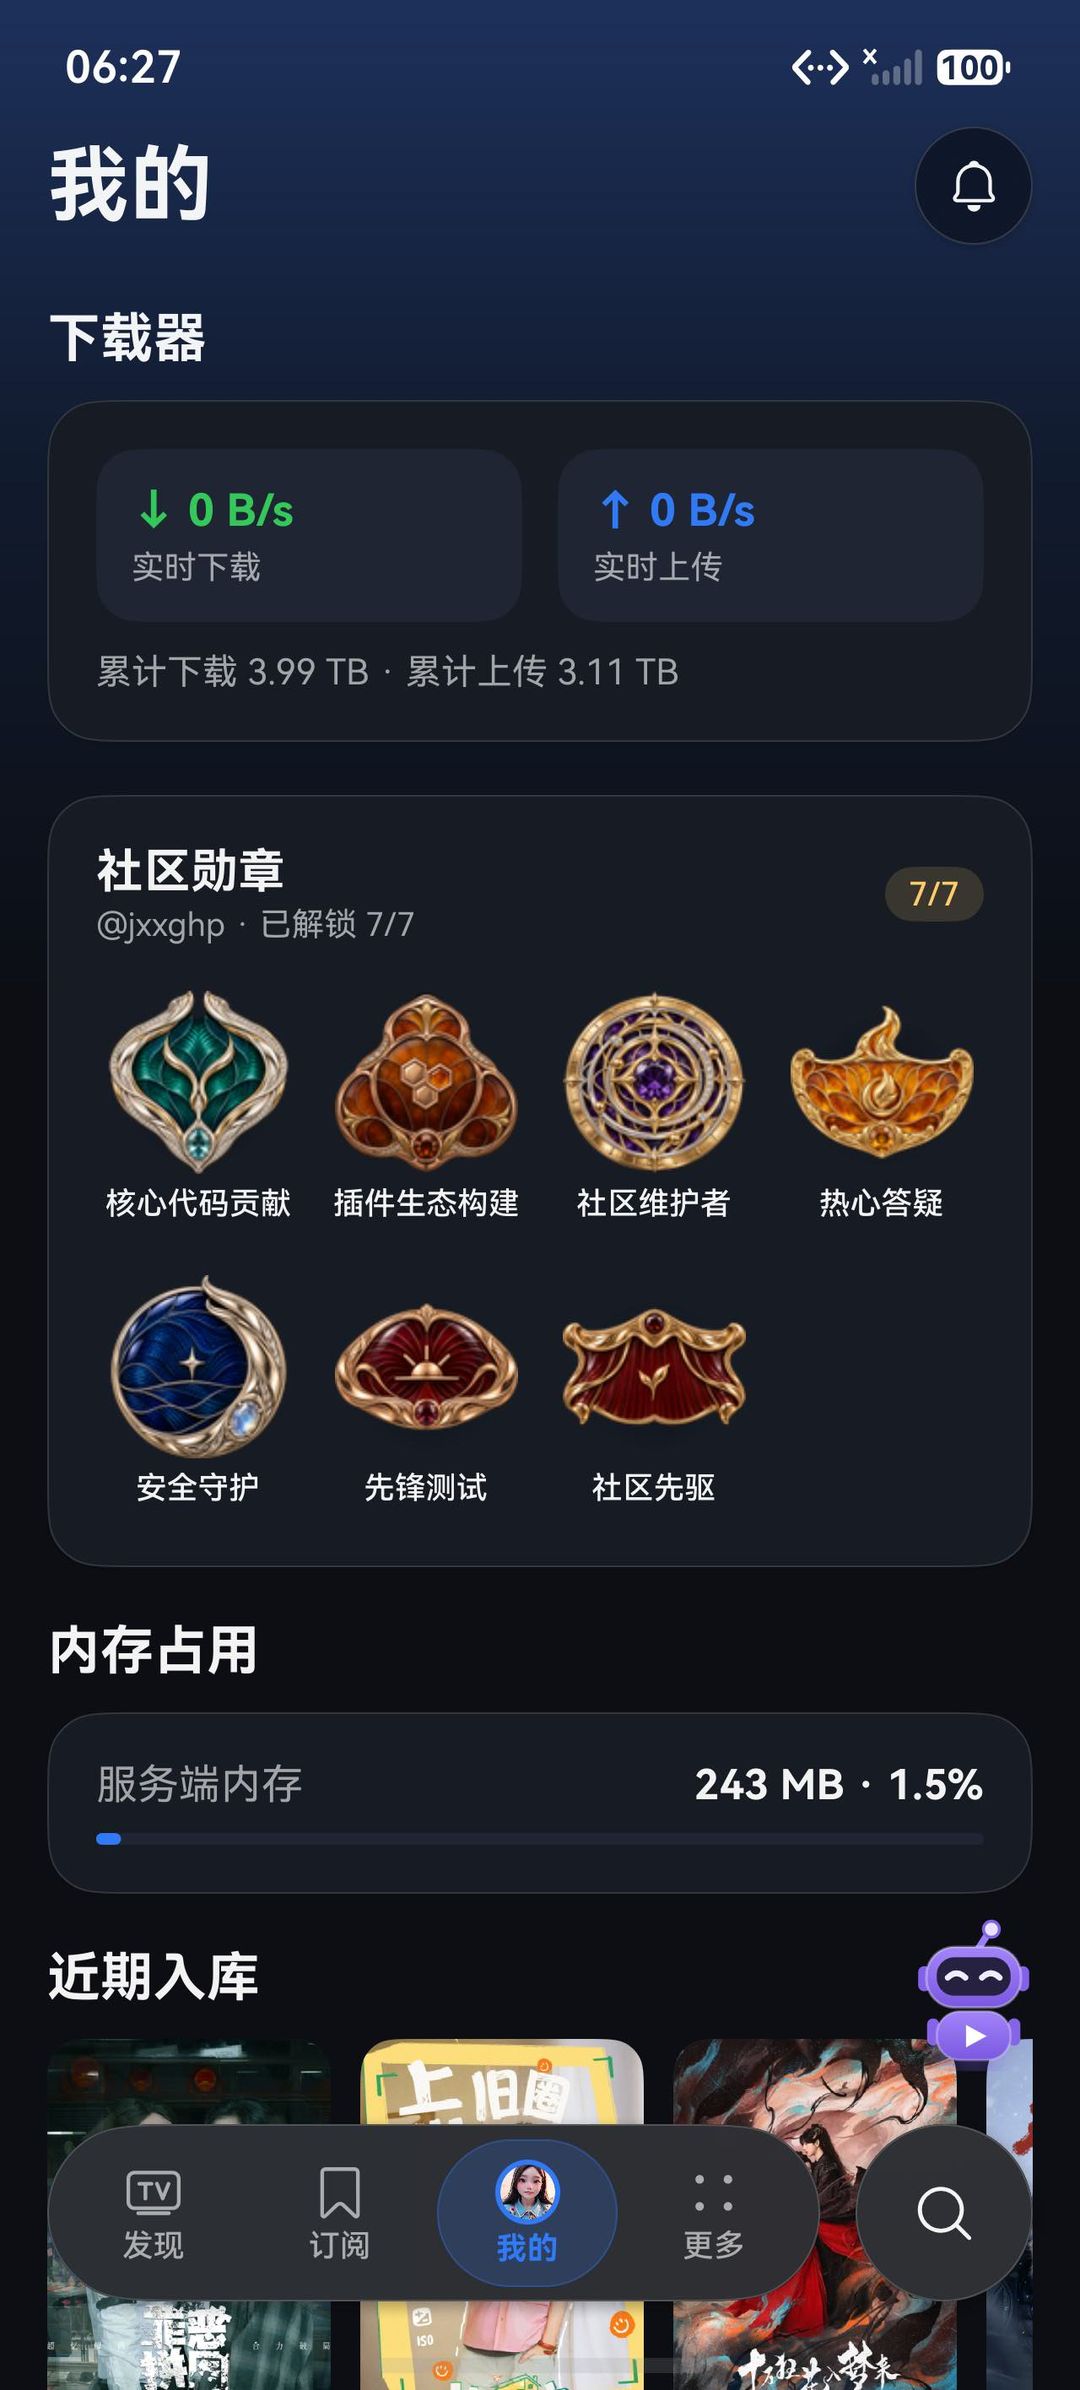 06:27
100
我的
下载器
↓ 0 B/s
↑ 0 B/s
实时下载
实时上传
累计下载 3.99 TB · 累计上传 3.11 TB
社区勋章
7/7
@jxxghp · 已解锁 7/7
核心代码贡献
插件生态构建
社区维护者
热心答疑
安全守护
先锋测试
社区先驱
内存占用
服务端内存
243 MB · 1.5%
近期入库
旧圈
TV
发现
订阅
我的
更多
ISO